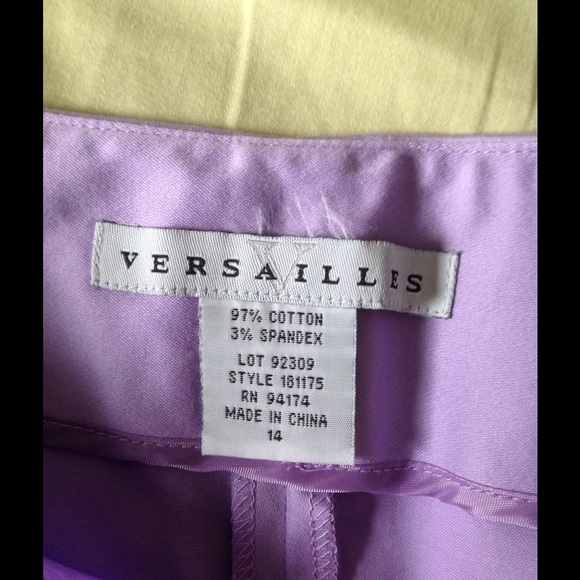 VERSAILLES
97% COTTON
3% SPANDEX
LOT 92309
STYLE 181175
RN 94174
MADE IN CHINA
14